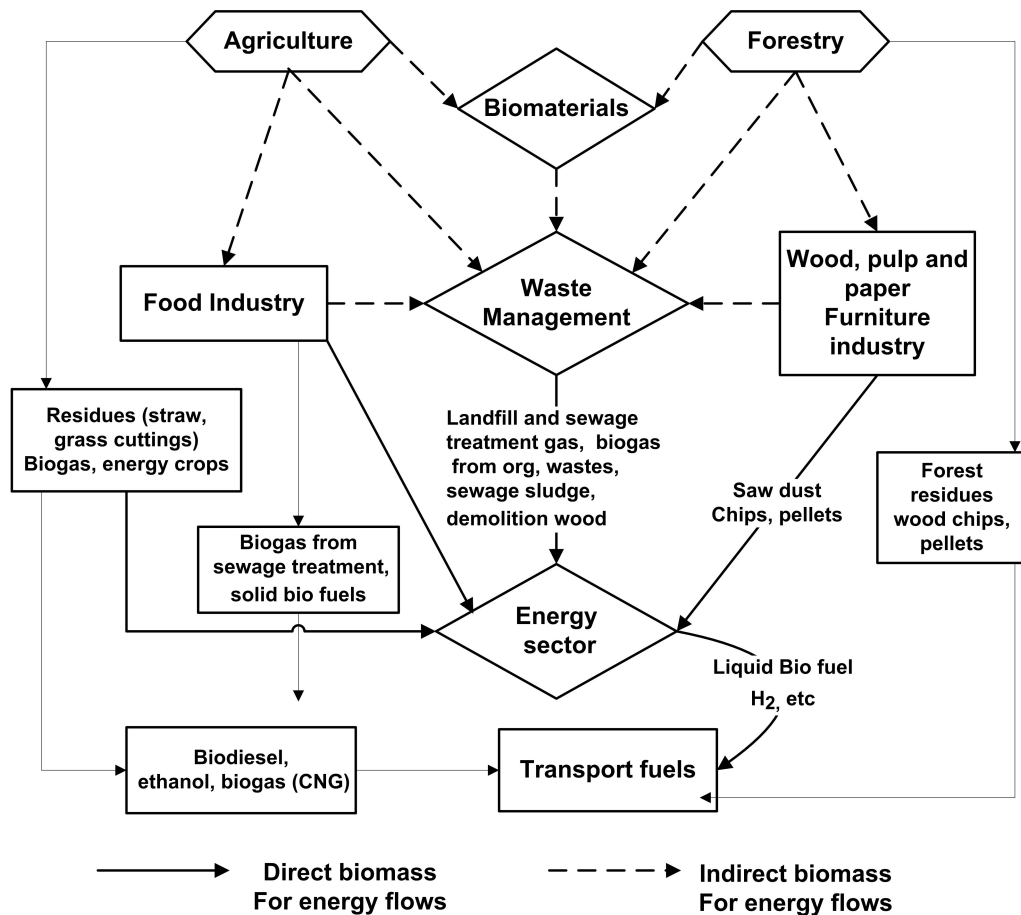 Agriculture
Forestry
Biomaterials
Wood, pulp and
paper
Furniture
industry
Food Industry
Waste
Management
Residues (straw,
grass cuttings)
Biogas, energy crops
Landfill and sewage
treatment gas, biogas
from org, wastes,
sewage sludge,
demolition wood
Saw dust
Chips, pellets
Forest
residues
wood chips,
pellets
Biogas from
sewage treatment,
solid bio fuels
Energy
sector
Liquid Bio fuel
H2, etc
Biodiesel,
ethanol, biogas (CNG)
Transport fuels
Direct biomass
For energy flows
Indirect biomass
For energy flows